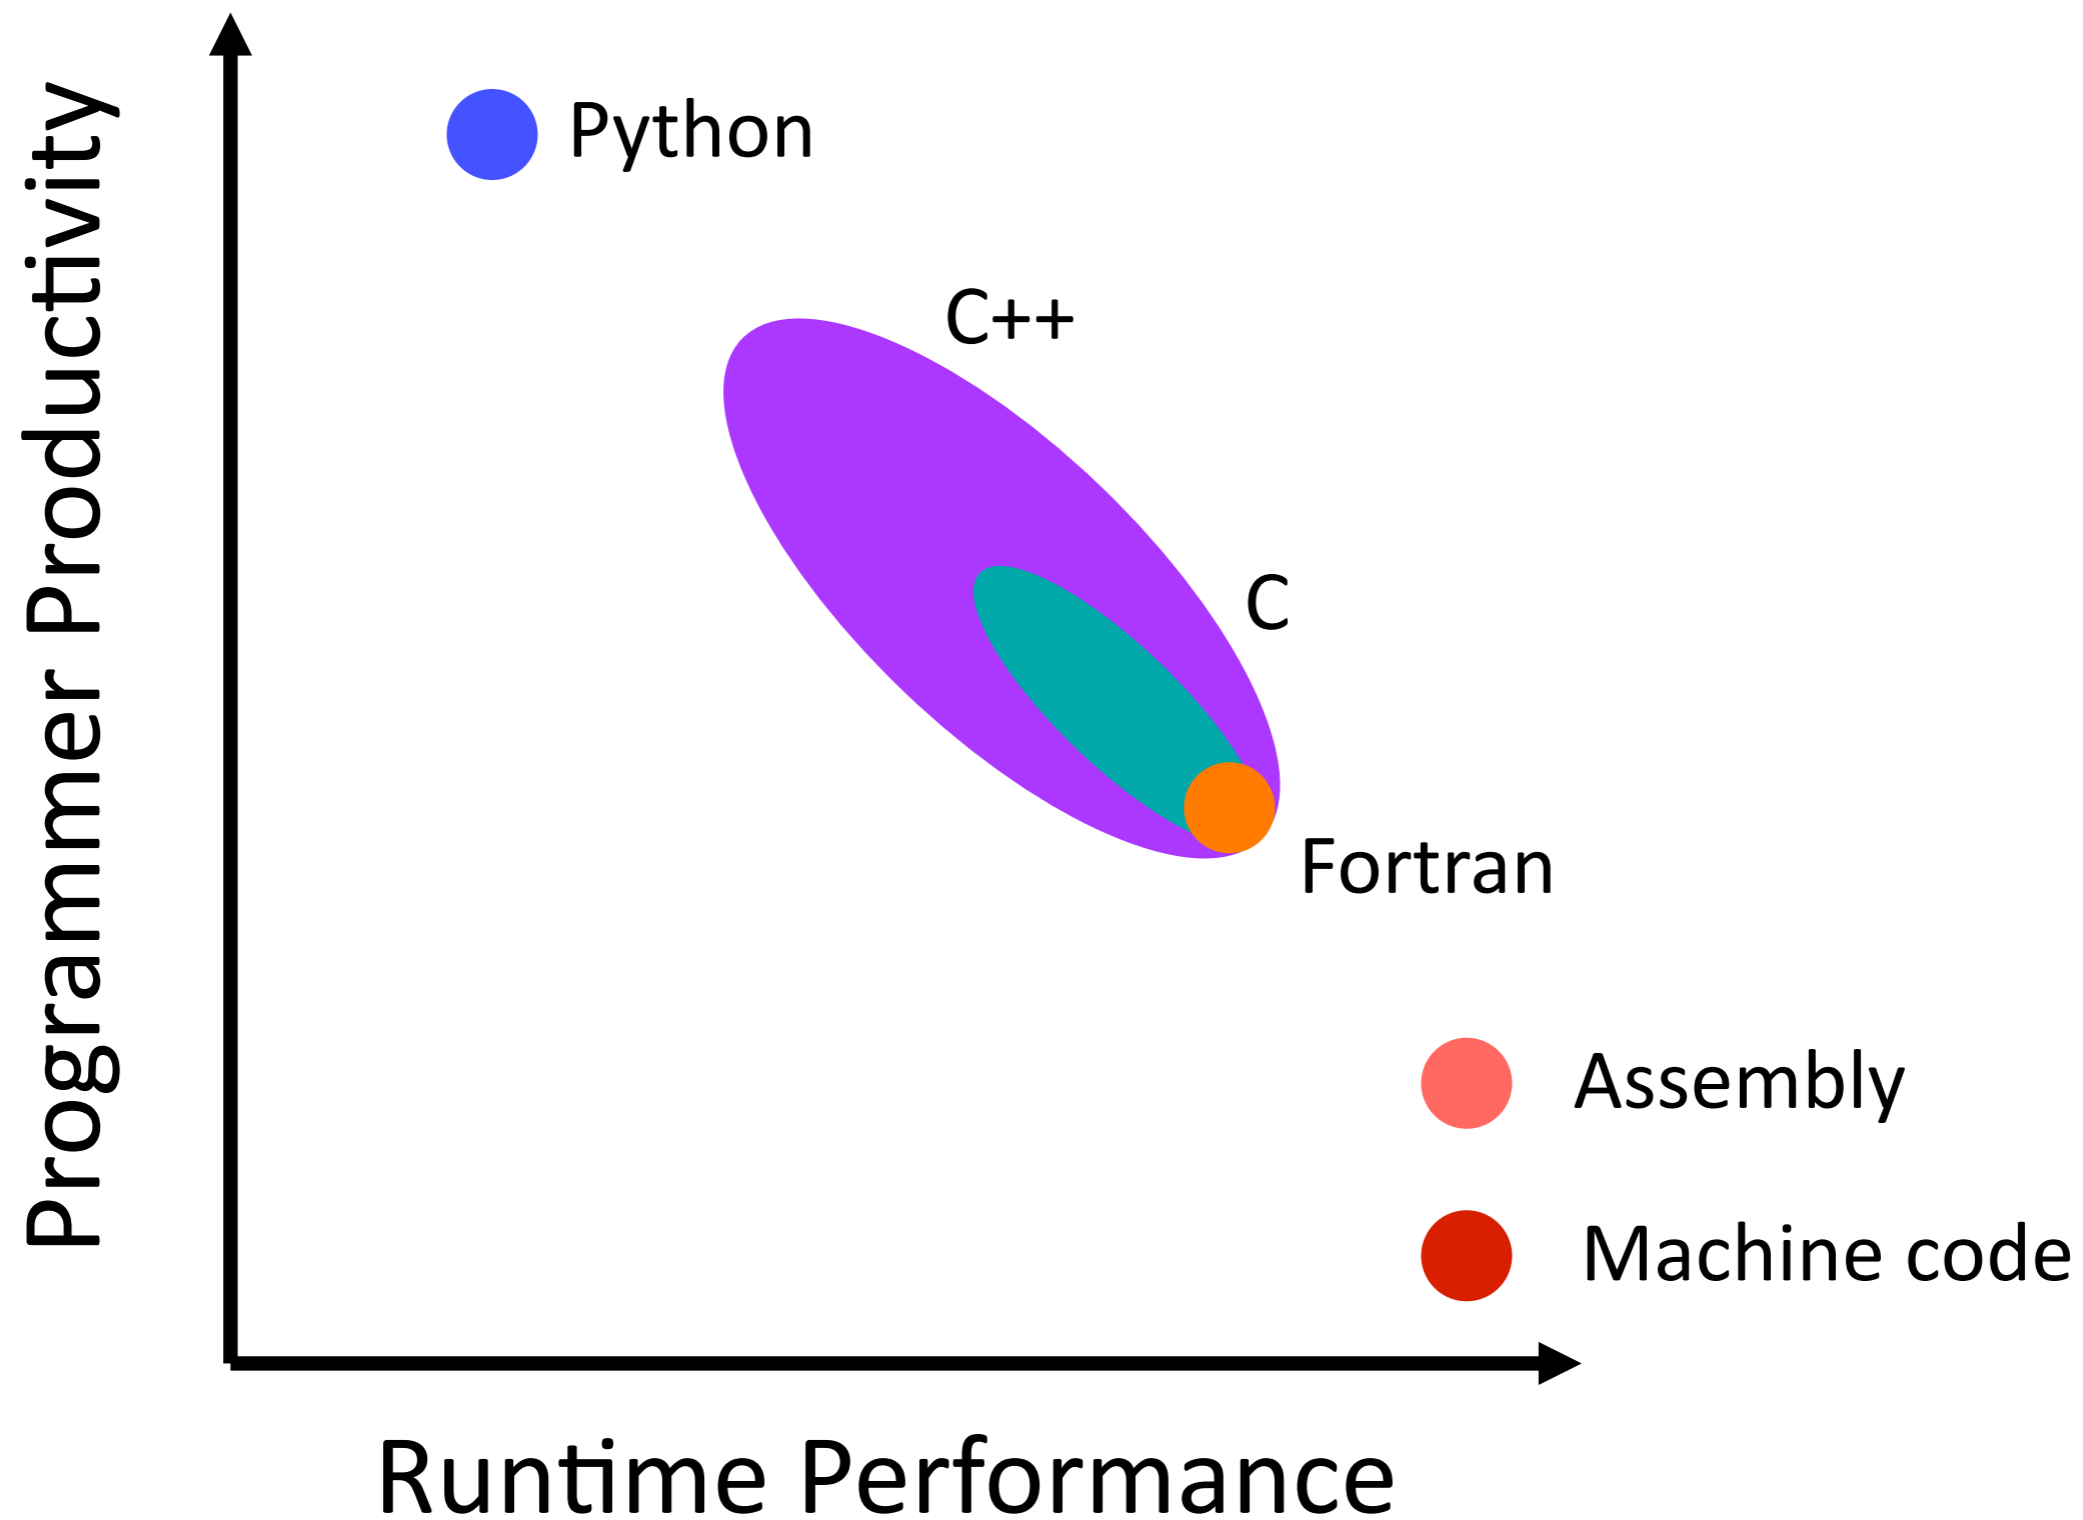 Programmer Productivity
Python
C++
C
Fortran
Assembly
Machine code
Runtime Performance